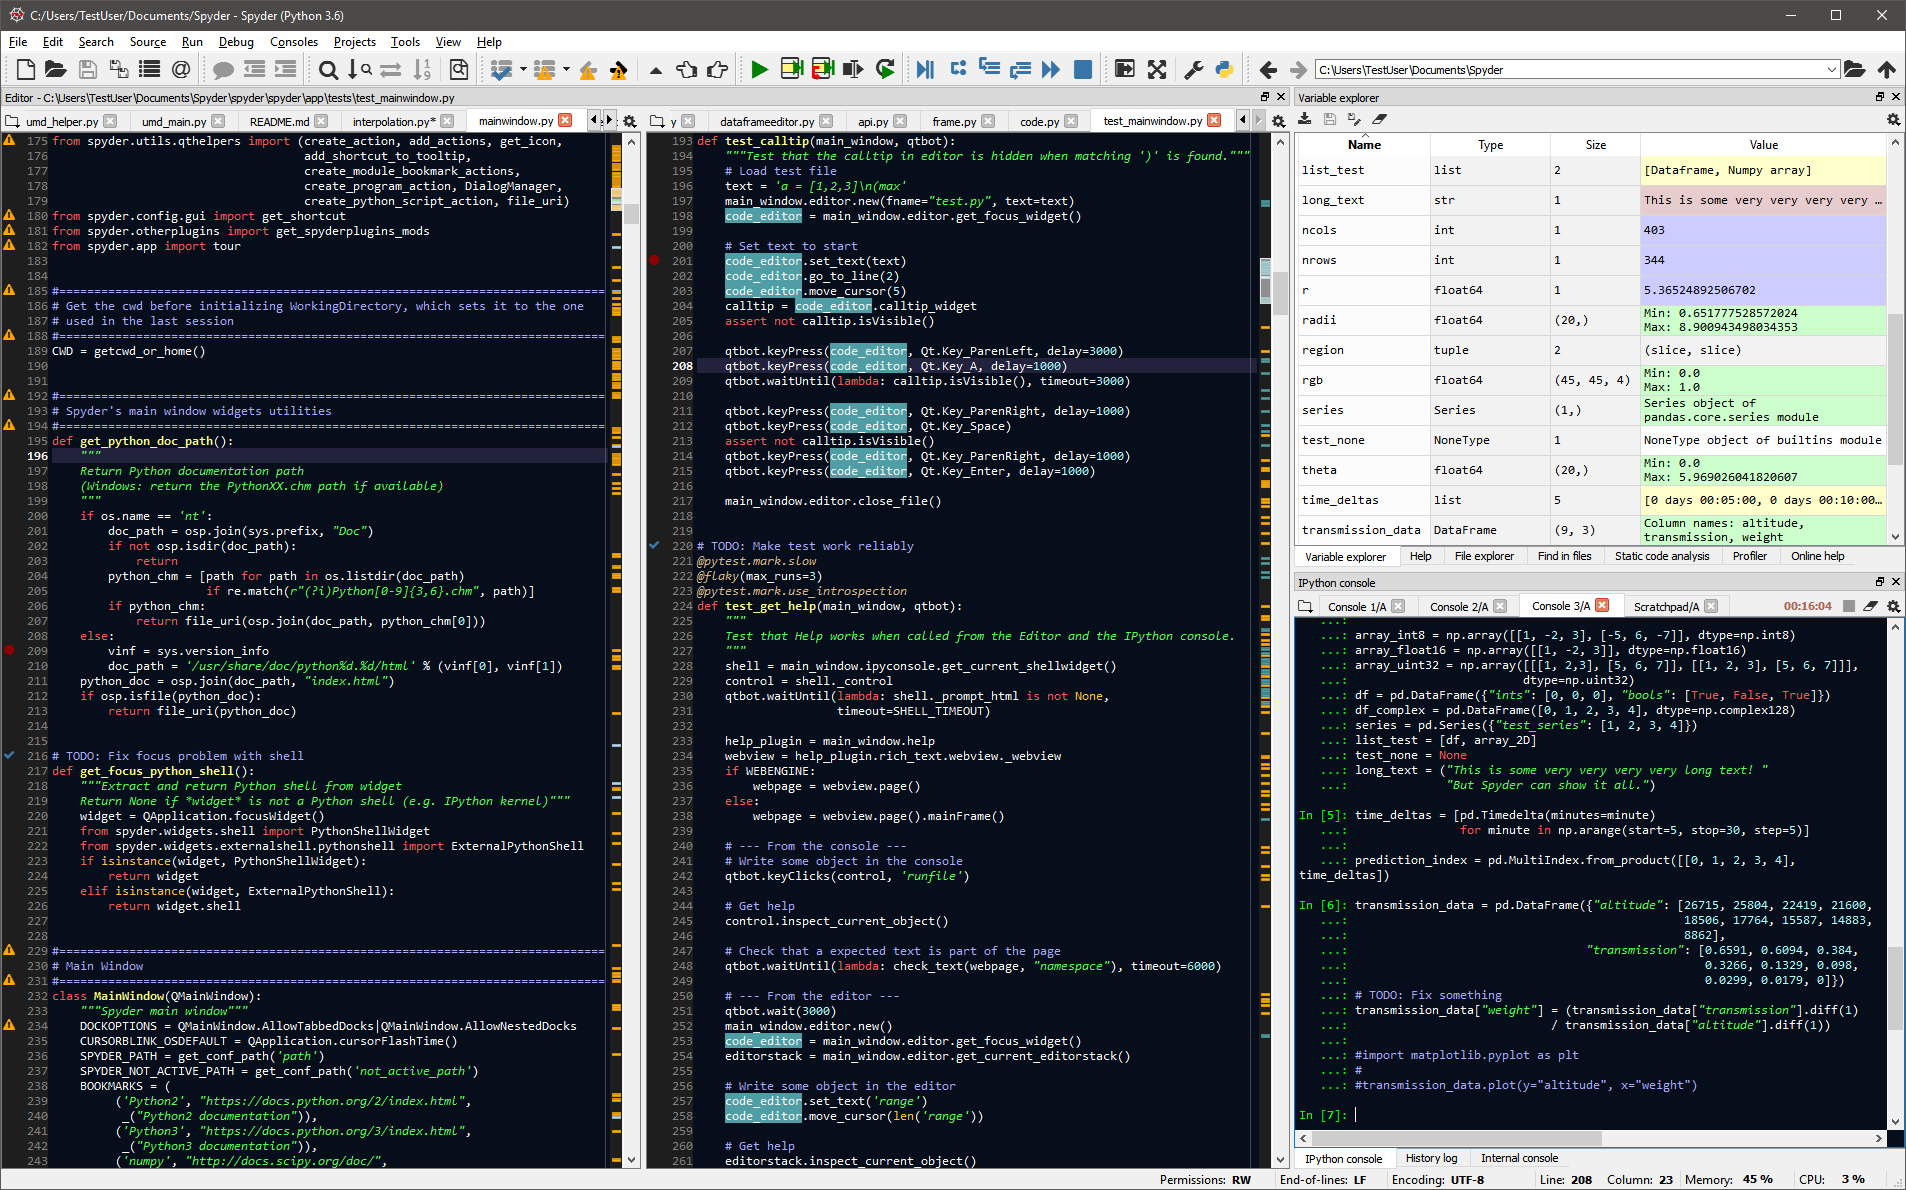 C:/Users/TestUser/Documents/Spyder - Spyder (Python 3.6)
File Edit Search Source Run Debug Consoles Projects Tools View Help
C:\Users\TestUser\Documents\Spyder
Editor - C:\Users\TestUser\Documents\Spyder\spyder\spyder\app\tests\test_mainwindow.py
umd_helper.py umd_main.py README.md interpolation.py* mainwindow.py
175 from spyder.utils.qthelpers import (create_action, add_actions, get_icon,
176 add_shortcut_to_tooltip,
177 create_module_bookmark_actions,
178 create_program_action, DialogManager,
179 create_python_script_action, file_uri)
180 from spyder.config.gui import get_shortcut
181 from spyder.otherplugins import get_spyderplugins_mods
182 from spyder.app import tour
183
184
185 #==============================================================================
186 # Get the cwd before initializing WorkingDirectory, which sets it to the one
187 # used in the last session
188 #==============================================================================
189 CWD = getcwd_or_home()
190
191
192 #==============================================================================
193 # Spyder's main window widgets utilities
194 #==============================================================================
195 def get_python_doc_path():
196 """
197 Return Python documentation path
198 (Windows: return the PythonXX.chm path if available)
199 """
200 if os.name == 'nt':
201 doc_path = osp.join(sys.prefix, "Doc")
202 if not osp.isdir(doc_path):
203 return
204 python_chm = [path for path in os.listdir(doc_path)
205 if re.match(r"(?i)Python[0-9]{3,6}.chm", path)]
206 if python_chm:
207 return file_uri(osp.join(doc_path, python_chm[0]))
208 else:
209 vinf = sys.version_info
210 doc_path = '/usr/share/doc/python%d.%d/html' % (vinf[0], vinf[1])
211 python_doc = osp.join(doc_path, "index.html")
212 if osp.isfile(python_doc):
213 return file_uri(python_doc)
214
215
216 # TODO: Fix focus problem with shell
217 def get_focus_python_shell():
218 """Extract and return Python shell from widget
219 Return None if *widget* is not a Python shell (e.g. IPython kernel)"""
220 widget = QApplication.focusWidget()
221 from spyder.widgets.shell import PythonShellWidget
222 from spyder.widgets.externalshell.pythonshell import ExternalPythonShell
223 if isinstance(widget, PythonShellWidget):
224 return widget
225 elif isinstance(widget, ExternalPythonShell):
226 return widget.shell
227
228
229 #==============================================================================
230 # Main Window
231 #==============================================================================
232 class MainWindow(QMainWindow):
233 """Spyder main window"""
234 DOCKOPTIONS = QMainWindow.AllowTabbedDocks|QMainWindow.AllowNestedDocks
235 CURSORBLINK_OSDEFAULT = QApplication.cursorFlashTime()
236 SPYDER_PATH = get_conf_path('path')
237 SPYDER_NOT_ACTIVE_PATH = get_conf_path('not_active_path')
238 BOOKMARKS = (
239 ('Python2', "https://docs.python.org/2/index.html",
240 _("Python2 documentation")),
241 ('Python3', "https://docs.python.org/3/index.html",
242 _("Python3 documentation")),
243 ('numpy', "http://docs.scipy.org/doc/",
y dataframeeditor.py api.py frame.py code.py test_mainwindow.py
193 def test_calltip(main_window, qtbot):
194 """Test that the calltip in editor is hidden when matching ')' is found."""
195 # Load test file
196 text = 'a = [1,2,3]\n(max'
197 main_window.editor.new(fname="test.py", text=text)
198 code_editor = main_window.editor.get_focus_widget()
199
200 # Set text to start
201 code_editor.set_text(text)
202 code_editor.go_to_line(2)
203 code_editor.move_cursor(5)
204 calltip = code_editor.calltip_widget
205 assert not calltip.isVisible()
206
207 qtbot.keyPress(code_editor, Qt.Key_ParenLeft, delay=3000)
208 qtbot.keyPress(code_editor, Qt.Key_A, delay=1000)
209 qtbot.waitUntil(lambda: calltip.isVisible(), timeout=3000)
210
211 qtbot.keyPress(code_editor, Qt.Key_ParenRight, delay=1000)
212 qtbot.keyPress(code_editor, Qt.Key_Space)
213 assert not calltip.isVisible()
214 qtbot.keyPress(code_editor, Qt.Key_ParenRight, delay=1000)
215 qtbot.keyPress(code_editor, Qt.Key_Enter, delay=1000)
216
217 main_window.editor.close_file()
218
219
220 # TODO: Make test work reliably
221 @pytest.mark.slow
222 @flaky(max_runs=3)
223 @pytest.mark.use_introspection
224 def test_get_help(main_window, qtbot):
225 """
226 Test that Help works when called from the Editor and the IPython console.
227 """
228 shell = main_window.ipyconsole.get_current_shellwidget()
229 control = shell._control
230 qtbot.waitUntil(lambda: shell._prompt_html is not None,
231 timeout=SHELL_TIMEOUT)
232
233 help_plugin = main_window.help
234 webview = help_plugin.rich_text.webview._webview
235 if WEBENGINE:
236 webpage = webview.page()
237 else:
238 webpage = webview.page().mainFrame()
239
240 # --- From the console ---
241 # Write some object in the console
242 qtbot.keyClicks(control, 'runfile')
243
244 # Get help
245 control.inspect_current_object()
246
247 # Check that a expected text is part of the page
248 qtbot.waitUntil(lambda: check_text(webpage, "namespace"), timeout=6000)
249
250 # --- From the editor ---
251 qtbot.wait(3000)
252 main_window.editor.new()
253 code_editor = main_window.editor.get_focus_widget()
254 editorstack = main_window.editor.get_current_editorstack()
255
256 # Write some object in the editor
257 code_editor.set_text('range')
258 code_editor.move_cursor(len('range'))
259
260 # Get help
261 editorstack.inspect_current_object()
Variable explorer
Name Type Size Value
list_test list 2 [Dataframe, Numpy array]
long_text str 1 This is some very very very very ...
ncols int 1 403
nrows int 1 344
r float64 1 5.36524892506702
radii float64 (20,) Min: 0.651777528572024
Max: 8.900943498034353
region tuple 2 (slice, slice)
rgb float64 (45, 45, 4) Min: 0.0
Max: 1.0
series Series (1,) Series object of
pandas.core.series module
test_none NoneType 1 NoneType object of builtins module
theta float64 (20,) Min: 0.0
Max: 5.969026041820607
time_deltas list 5 [0 days 00:05:00, 0 days 00:10:00...
transmission_data DataFrame (9, 3) Column names: altitude,
transmission, weight
Variable explorer Help File explorer Find in files Static code analysis Profiler Online help
IPython console
Console 1/A Console 2/A Console 3/A Scratchpad/A 00:16:04
...:
...: array_int8 = np.array([[1, -2, 3], [-5, 6, -7]], dtype=np.int8)
...: array_float16 = np.array([[1, -2, 3]], dtype=np.float16)
...: array_uint32 = np.array([[[1, 2,3], [5, 6, 7]], [[1, 2, 3], [5, 6, 7]]],
...: dtype=np.uint32)
...: df = pd.DataFrame({"ints": [0, 0, 0], "bools": [True, False, True]})
...: df_complex = pd.DataFrame([0, 1, 2, 3, 4], dtype=np.complex128)
...: series = pd.Series({"test_series": [1, 2, 3, 4]})
...: list_test = [df, array_2D]
...: test_none = None
...: long_text = ("This is some very very very very long text! "
...: "But Spyder can show it all.")
In [5]: time_deltas = [pd.Timedelta(minutes=minute)
...: for minute in np.arange(start=5, stop=30, step=5)]
...:
...: prediction_index = pd.MultiIndex.from_product([[0, 1, 2, 3, 4],
time_deltas])
In [6]: transmission_data = pd.DataFrame({"altitude": [26715, 25804, 22419, 21600,
...: 18506, 17764, 15587, 14883,
...: 8862],
...: "transmission": [0.6591, 0.6094, 0.384,
...: 0.3266, 0.1329, 0.098,
...: 0.0299, 0.0179, 0]})
...: # TODO: Fix something
...: transmission_data["weight"] = (transmission_data["transmission"].diff(1)
...: / transmission_data["altitude"].diff(1))
...:
...: #import matplotlib.pyplot as plt
...: #
...: #transmission_data.plot(y="altitude", x="weight")
In [7]:
IPython console History log Internal console
Permissions: RW End-of-lines: LF Encoding: UTF-8 Line: 208 Column: 23 Memory: 45 % CPU: 3 %